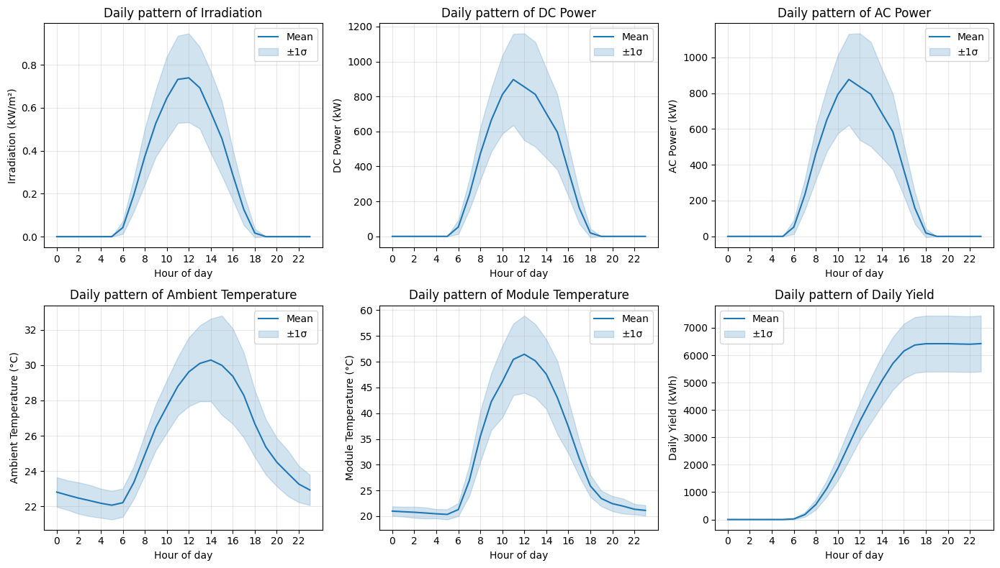 Daily pattern of Irradiation
Irradiation (kW/m²)
0.8
0.6
0.4
0.2
0.0
Mean
±1σ
0 2 4 6 8 10 12 14 16 18 20 22
Hour of day
Daily pattern of DC Power
DC Power (kW)
1200
1000
800
600
400
200
0
Mean
±1σ
0 2 4 6 8 10 12 14 16 18 20 22
Hour of day
Daily pattern of AC Power
AC Power (kW)
1000
800
600
400
200
0
Mean
±1σ
0 2 4 6 8 10 12 14 16 18 20 22
Hour of day
Daily pattern of Ambient Temperature
Ambient Temperature (°C)
32
30
28
26
24
22
Mean
±1σ
0 2 4 6 8 10 12 14 16 18 20 22
Hour of day
Daily pattern of Module Temperature
Module Temperature (°C)
60
55
50
45
40
35
30
25
20
Mean
±1σ
0 2 4 6 8 10 12 14 16 18 20 22
Hour of day
Daily pattern of Daily Yield
Daily Yield (kWh)
7000
6000
5000
4000
3000
2000
1000
0
Mean
±1σ
0 2 4 6 8 10 12 14 16 18 20 22
Hour of day